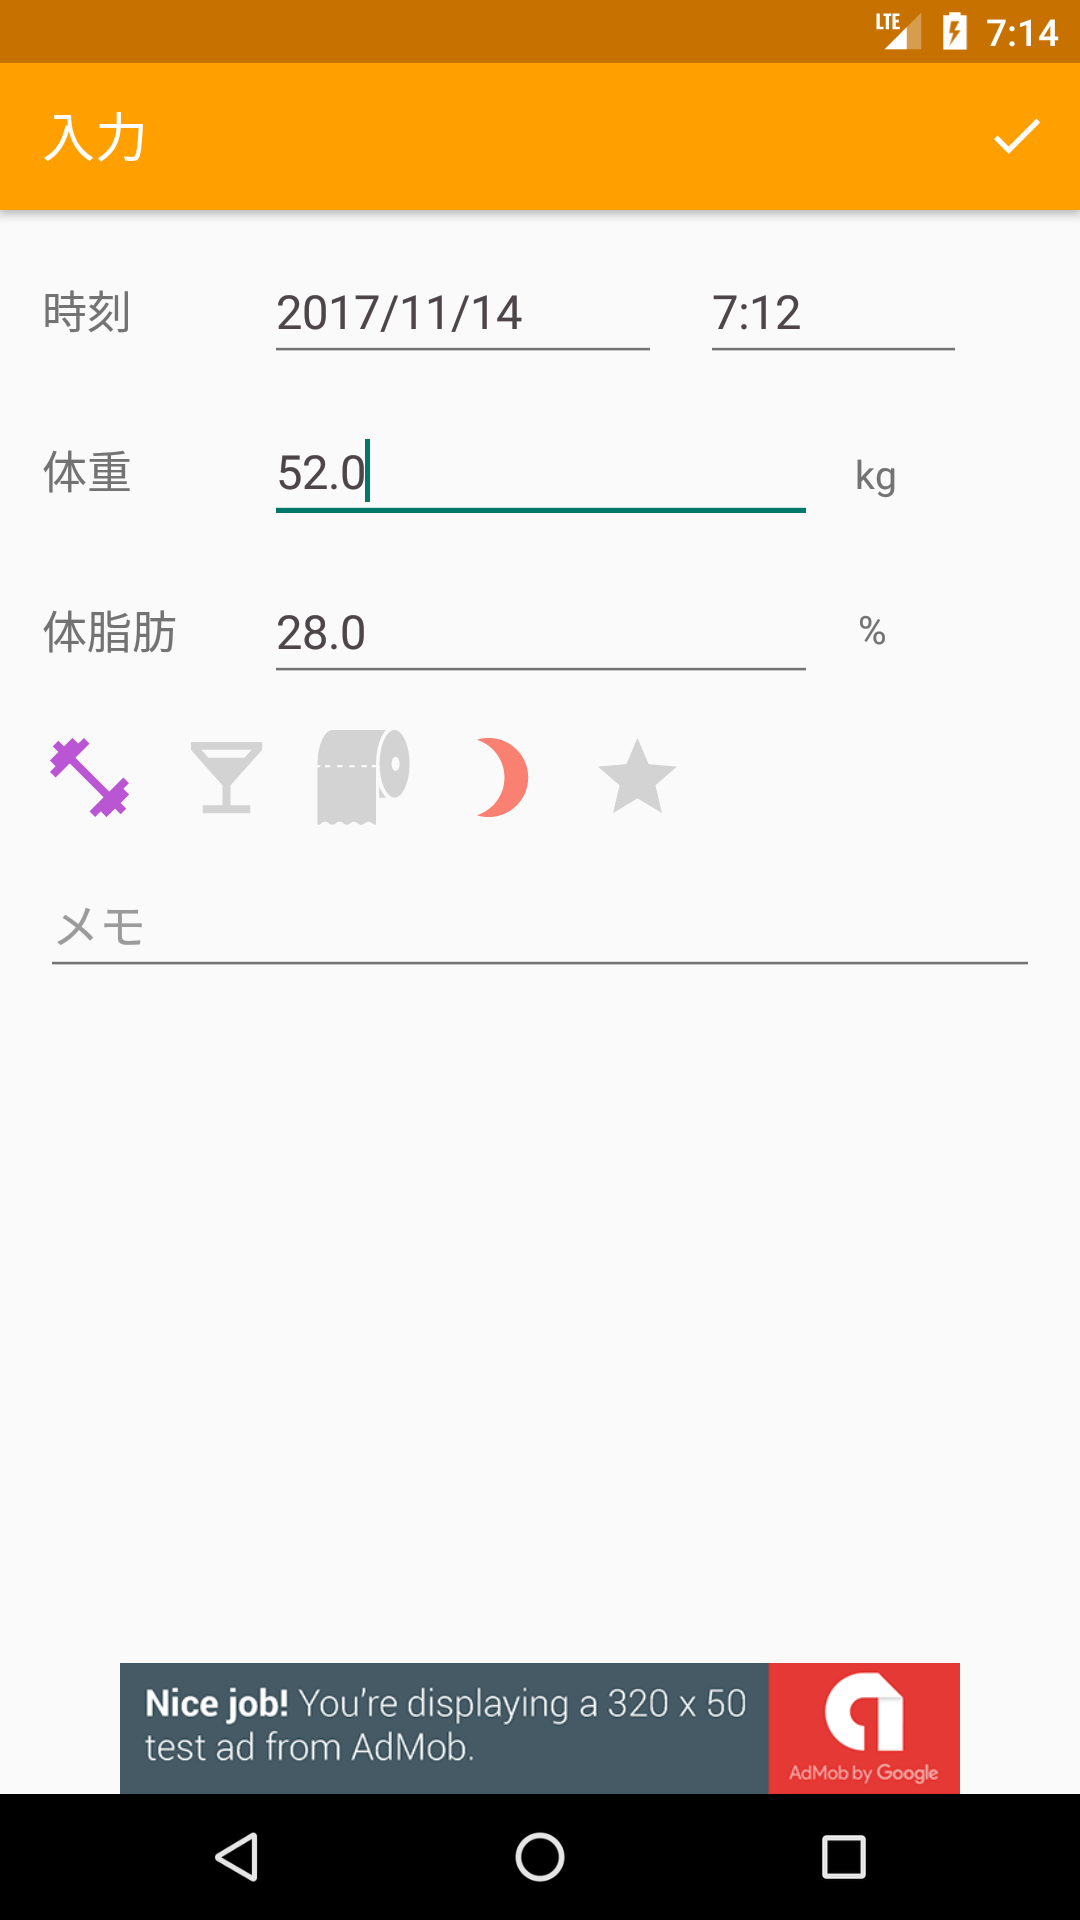 LTE 7:14
入力
時刻 2017/11/14 7:12
体重 52.0 kg
体脂肪 28.0 %
メモ
Nice job! You're displaying a 320 x 50
test ad from AdMob.
AdMob by Google